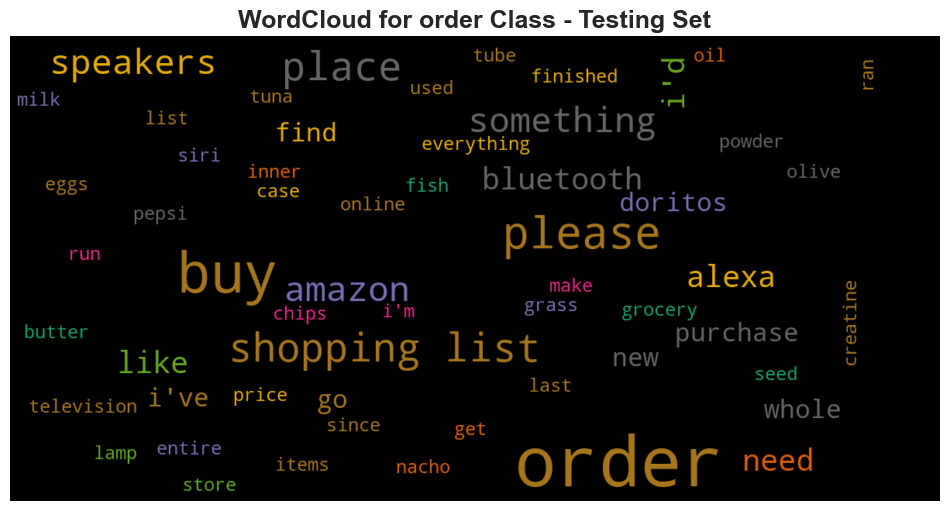 WordCloud for order Class - Testing Set
speakers
place
tube
oil
finished
i'd
ran
milk
tuna
used
list
find
something
everything
powder
siri
inner
case
fish
bluetooth
olive
eggs
online
doritos
pepsi
please
run
buy
amazon
alexa
make
chips
i'm
grass
grocery
creatine
butter
shopping list
purchase
like
new
seed
television
i've
price
go
last
whole
since
get
lamp
entire
items
nacho
order
need
store